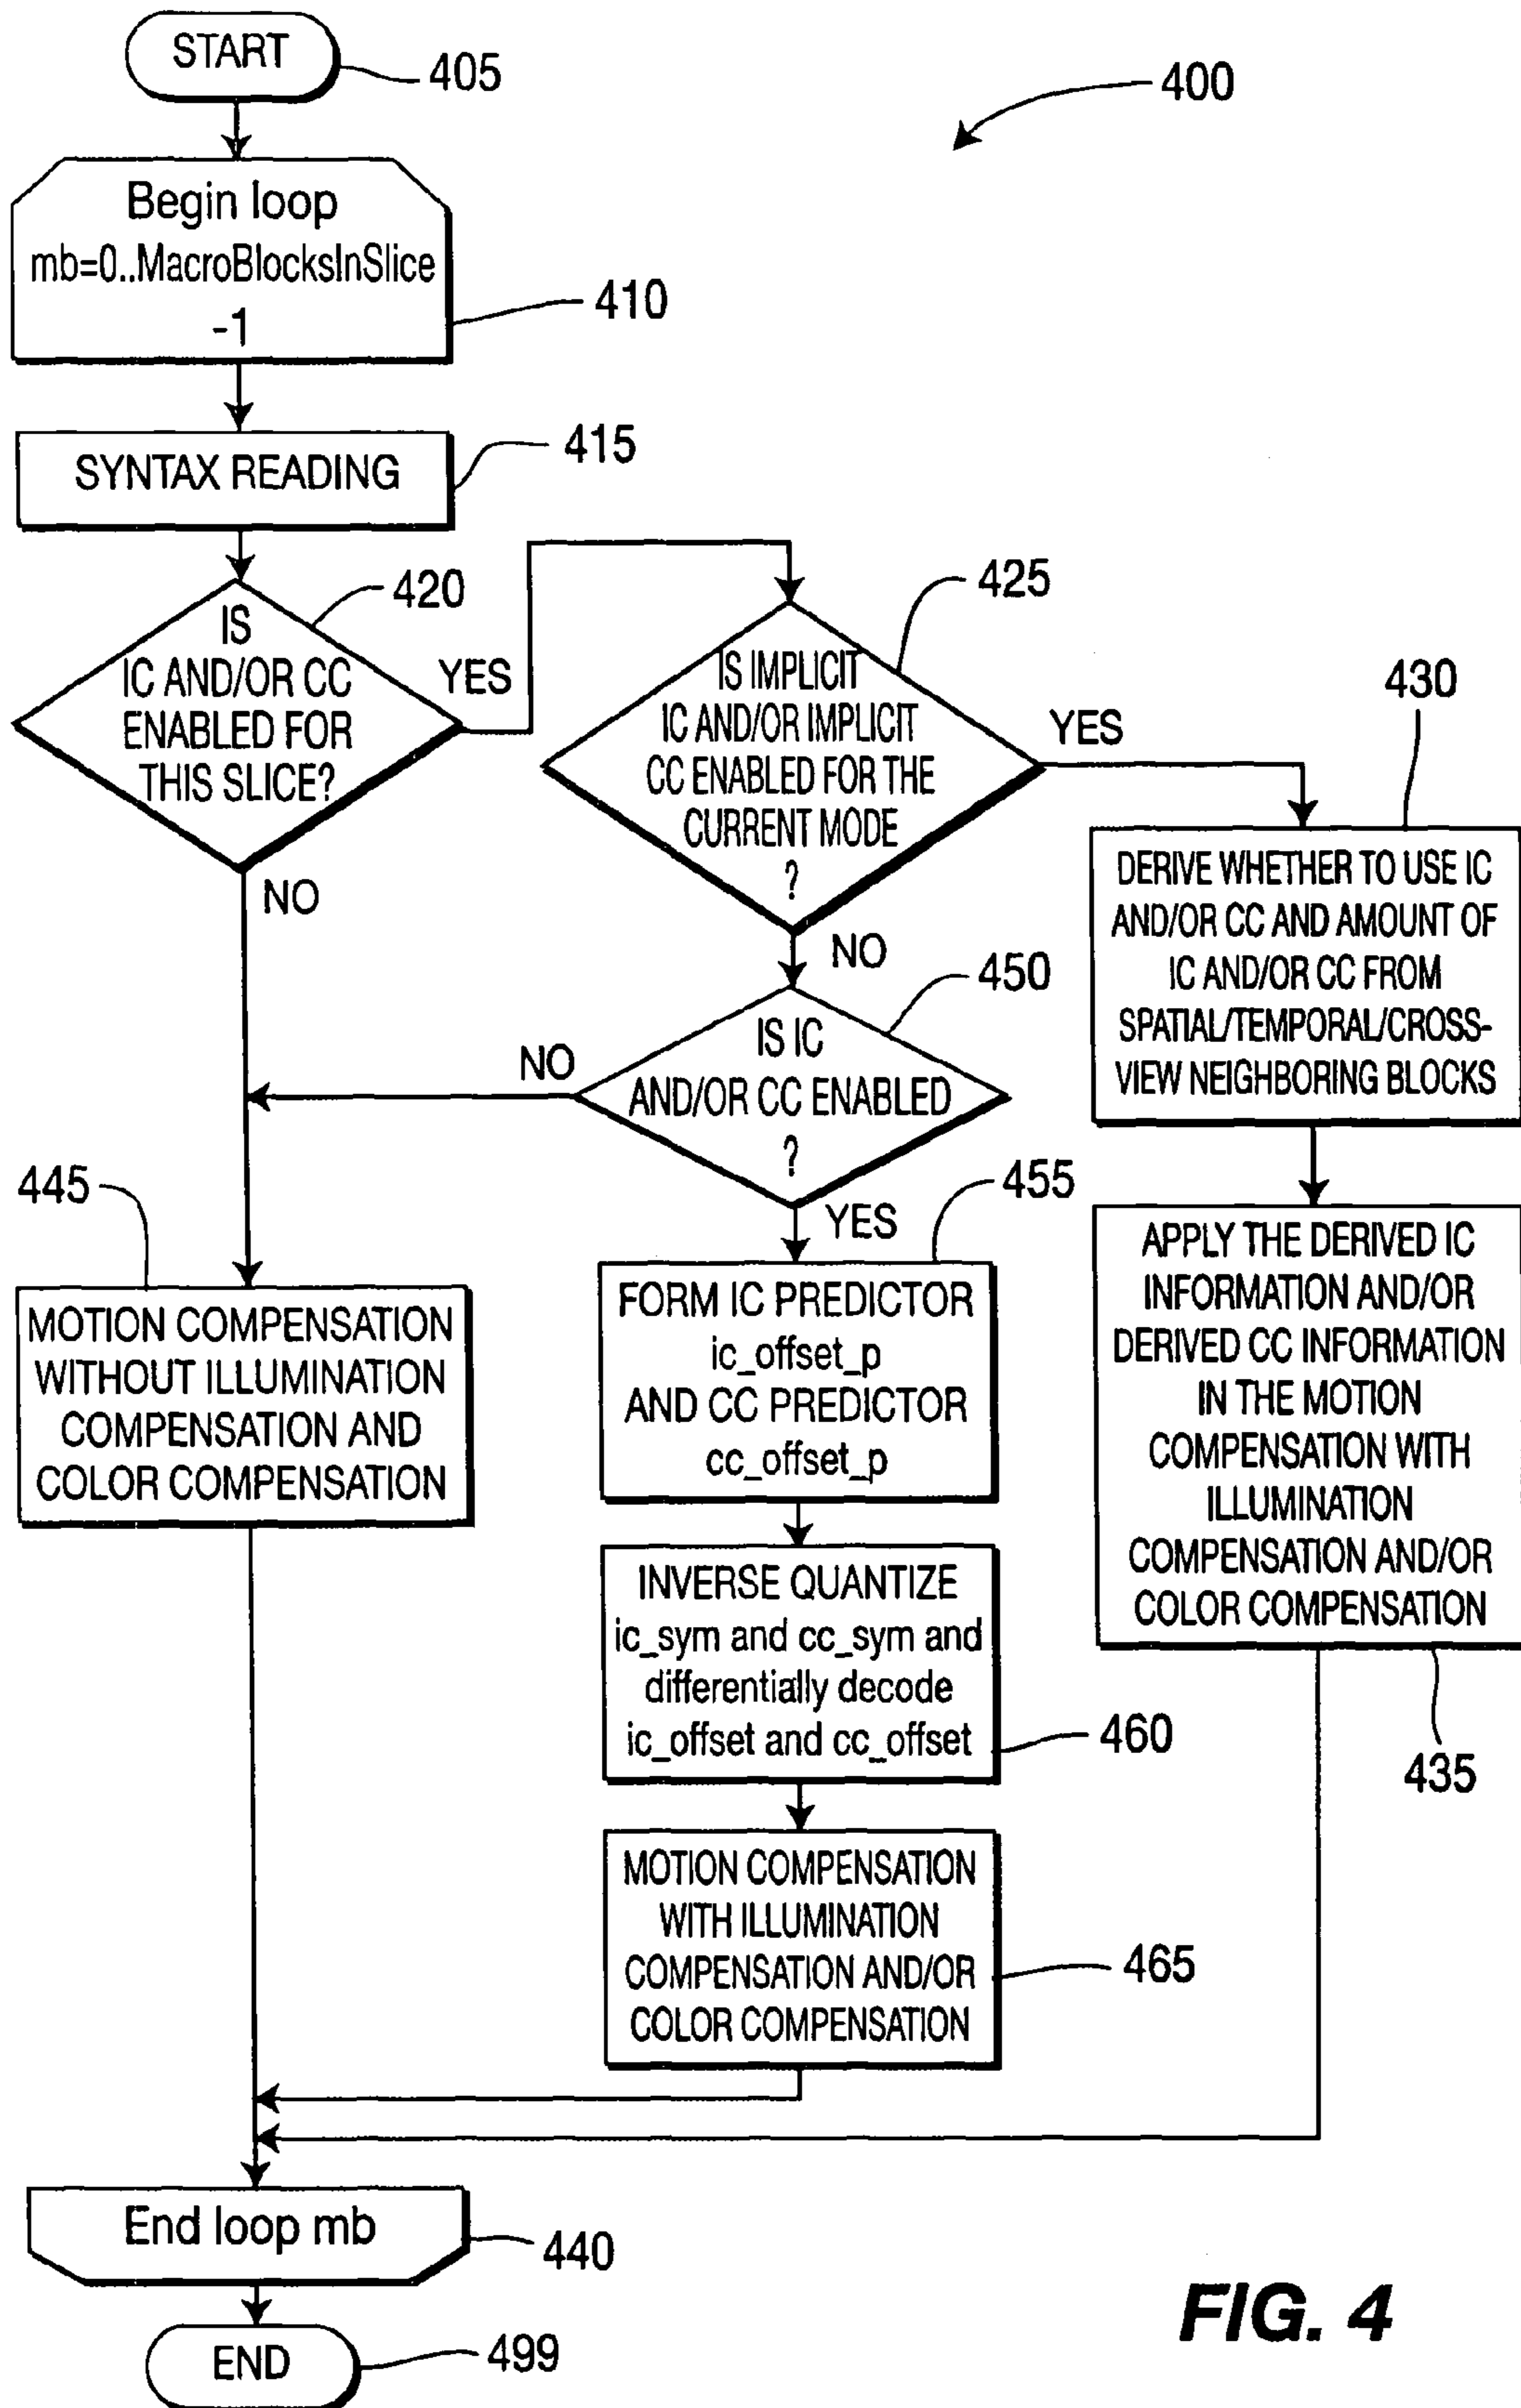 START
405
400
Begin loop
mb=0..MacroBlocksInSlice
-1
410
SYNTAX READING
415
IS
IC AND/OR CC
ENABLED FOR
THIS SLICE?
420
YES
NO
IS IMPLICIT
IC AND/OR IMPLICIT
CC ENABLED FOR THE
CURRENT MODE
?
425
YES
NO
430
DERIVE WHETHER TO USE IC
AND/OR CC AND AMOUNT OF
IC AND/OR CC FROM
SPATIAL/TEMPORAL/CROSS-
VIEW NEIGHBORING BLOCKS
IS IC
AND/OR CC ENABLED
?
450
NO
YES
445
MOTION COMPENSATION
WITHOUT ILLUMINATION
COMPENSATION AND
COLOR COMPENSATION
455
FORM IC PREDICTOR
ic_offset_p
AND CC PREDICTOR
cc_offset_p
APPLY THE DERIVED IC
INFORMATION AND/OR
DERIVED CC INFORMATION
IN THE MOTION
COMPENSATION WITH
ILLUMINATION
COMPENSATION AND/OR
COLOR COMPENSATION
435
INVERSE QUANTIZE
ic_sym and cc_sym and
differentially decode
ic_offset and cc_offset
460
MOTION COMPENSATION
WITH ILLUMINATION
COMPENSATION AND/OR
COLOR COMPENSATION
465
End loop mb
440
END
499
FIG. 4